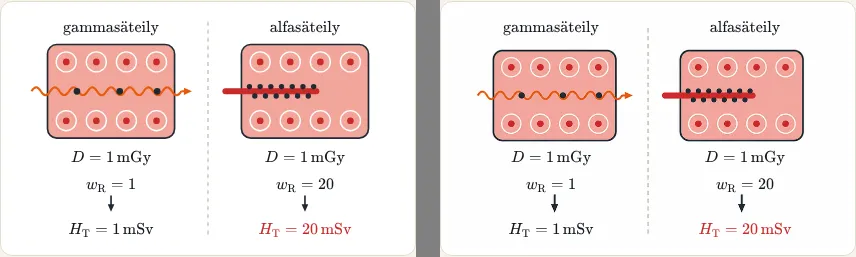 gammasäteily
alfasäteily
D = 1 mGy
D = 1 mGy
w_R = 1
w_R = 20
H_T = 1 mSv
H_T = 20 mSv
gammasäteily
alfasäteily
D = 1 mGy
D = 1 mGy
w_R = 1
w_R = 20
H_T = 1 mSv
H_T = 20 mSv